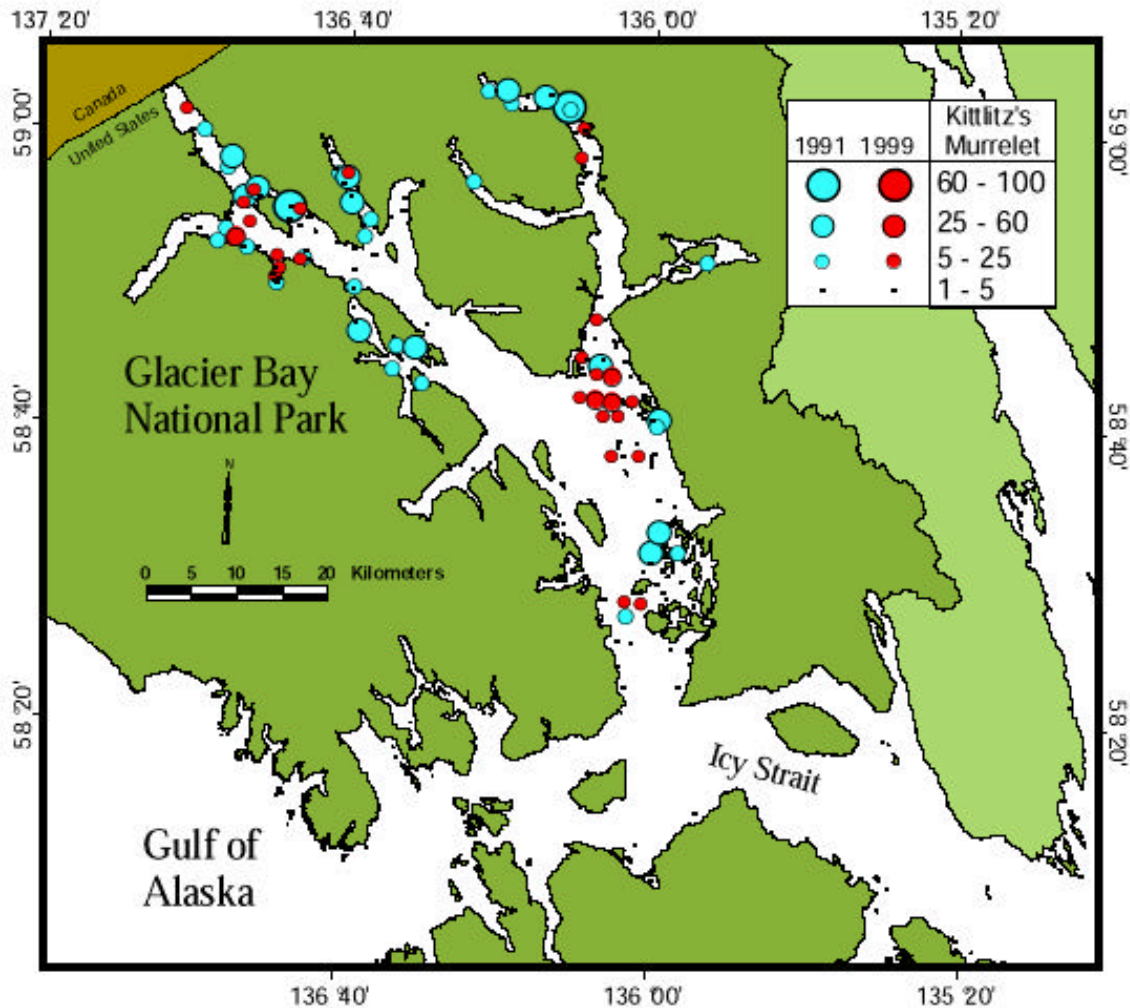 137°20' 136°40' 136°00' 135°20'
Canada
United States
59°00'
59°00'
1991 1999 Kittlitz's Murrelet
60 - 100
25 - 60
5 - 25
1 - 5
Glacier Bay
National Park
58°40'
58°40'
N
0 5 10 15 20 Kilometers
58°20'
58°20'
Icy Strait
Gulf of
Alaska
136°40' 136°00' 135°20'